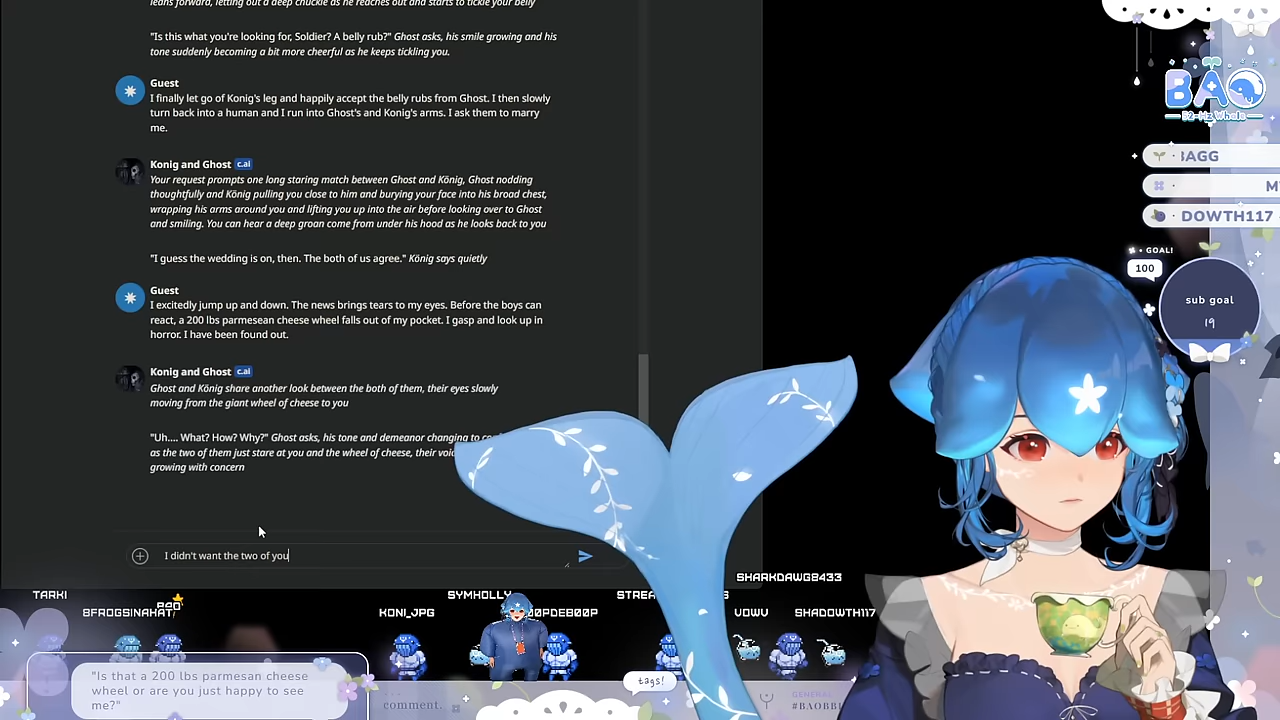 leans forward, letting out a deep chuckle as he reaches out and starts to tickle your belly
"Is this what you're looking for, Soldier? A belly rub?" Ghost asks, his smile growing and his
tone suddenly becoming a bit more cheerful as he keeps tickling you.
Guest
I finally let go of Konig's leg and happily accept the belly rubs from Ghost. I then slowly
turn back into a human and I run into Ghost's and Konig's arms. I ask them to marry
me.
Konig and Ghost c.ai
Your request prompts one long staring match between Ghost and König, Ghost nodding
thoughtfully and König pulling you close to him and burying your face into his broad chest,
wrapping his arms around you and lifting you up into the air before looking over to Ghost
and smiling. You can hear a deep groan come from under his hood as he looks back to you
"I guess the wedding is on, then. The both of us agree." König says quietly
Guest
I excitedly jump up and down. The news brings tears to my eyes. Before the boys can
react, a 200 lbs parmesean cheese wheel falls out of my pocket. I gasp and look up in
horror. I have been found out.
Konig and Ghost c.ai
Ghost and König share another look between the both of them, their eyes slowly
moving from the giant wheel of cheese to you
"Uh.... What? How? Why?" Ghost asks, his tone and demeanor changing to
as the two of them just stare at you and the wheel of cheese, their
growing with concern
I didn't want the two of you
BAO
52-Hz Whale
BAGG
DOWTH117
GOAL!
100
sub goal
19
SHARKDAWG8433
TARKI
SYMHOLLY
8FROGSINAHAT
BAO
KONI_JPG
VOWV
SHADOWTH117
"Is that a 200 lbs parmesan cheese
wheel or are you just happy to see
me?"
comment.
tags!
GENERAL